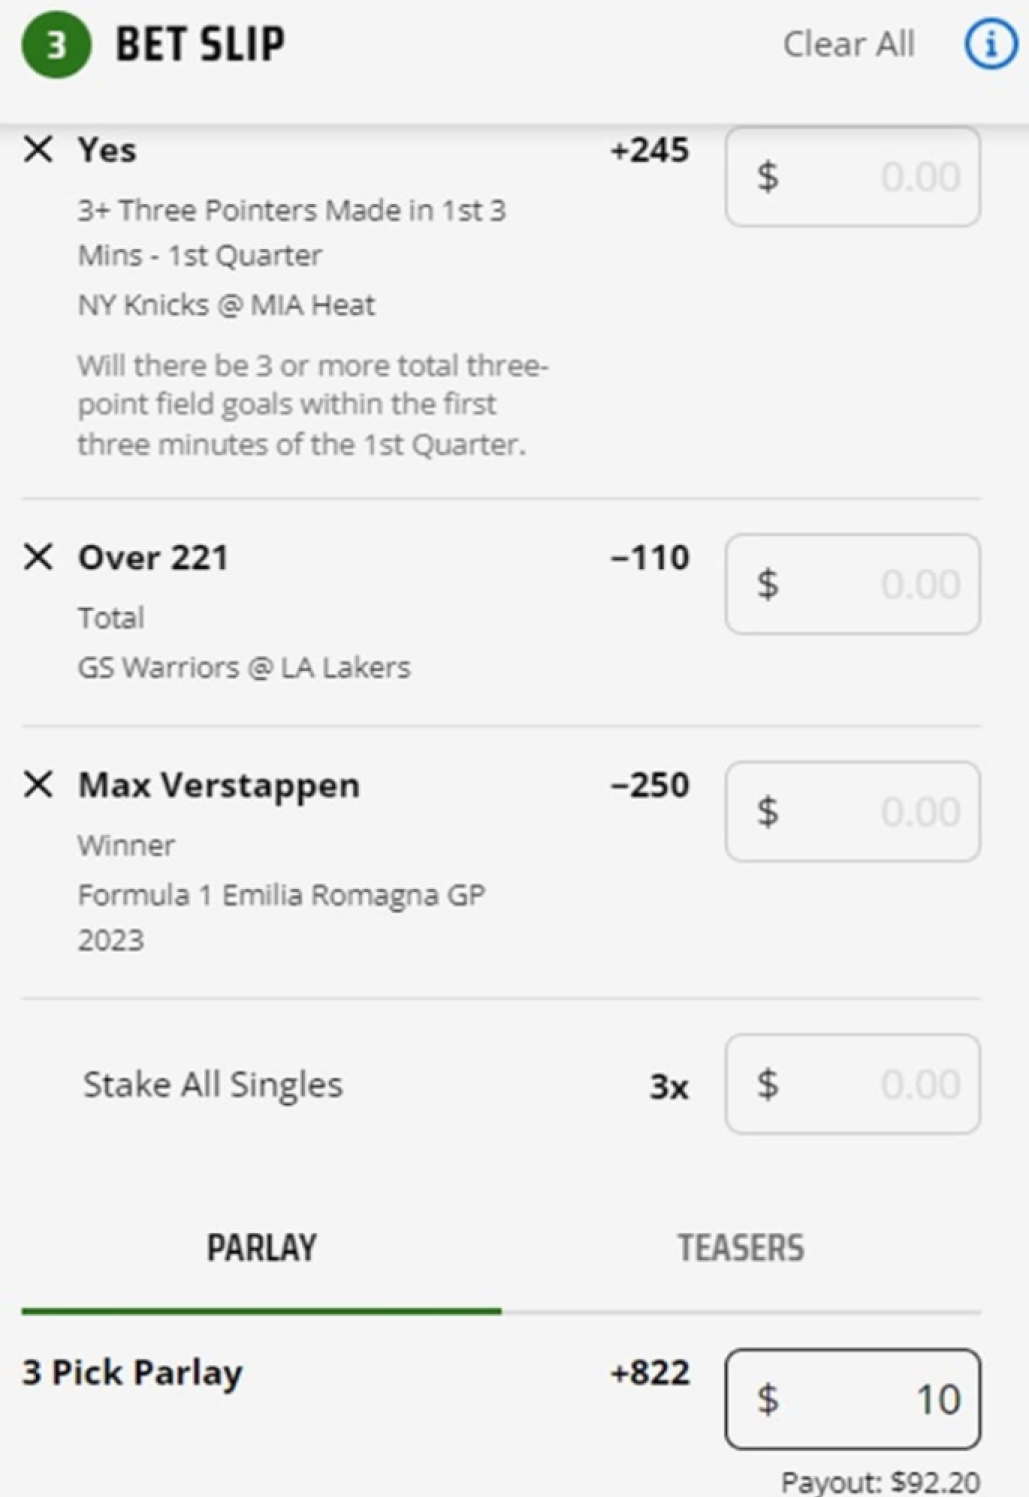 3 BET SLIP Clear All i
Yes +245 $ 0.00
3+ Three Pointers Made in 1st 3
Mins - 1st Quarter
NY Knicks @ MIA Heat
Will there be 3 or more total three-
point field goals within the first
three minutes of the 1st Quarter.
Over 221 −110 $ 0.00
Total
GS Warriors @ LA Lakers
Max Verstappen −250 $ 0.00
Winner
Formula 1 Emilia Romagna GP
2023
Stake All Singles 3x $ 0.00
PARLAY TEASERS
3 Pick Parlay +822 $ 10
Payout: $92.20